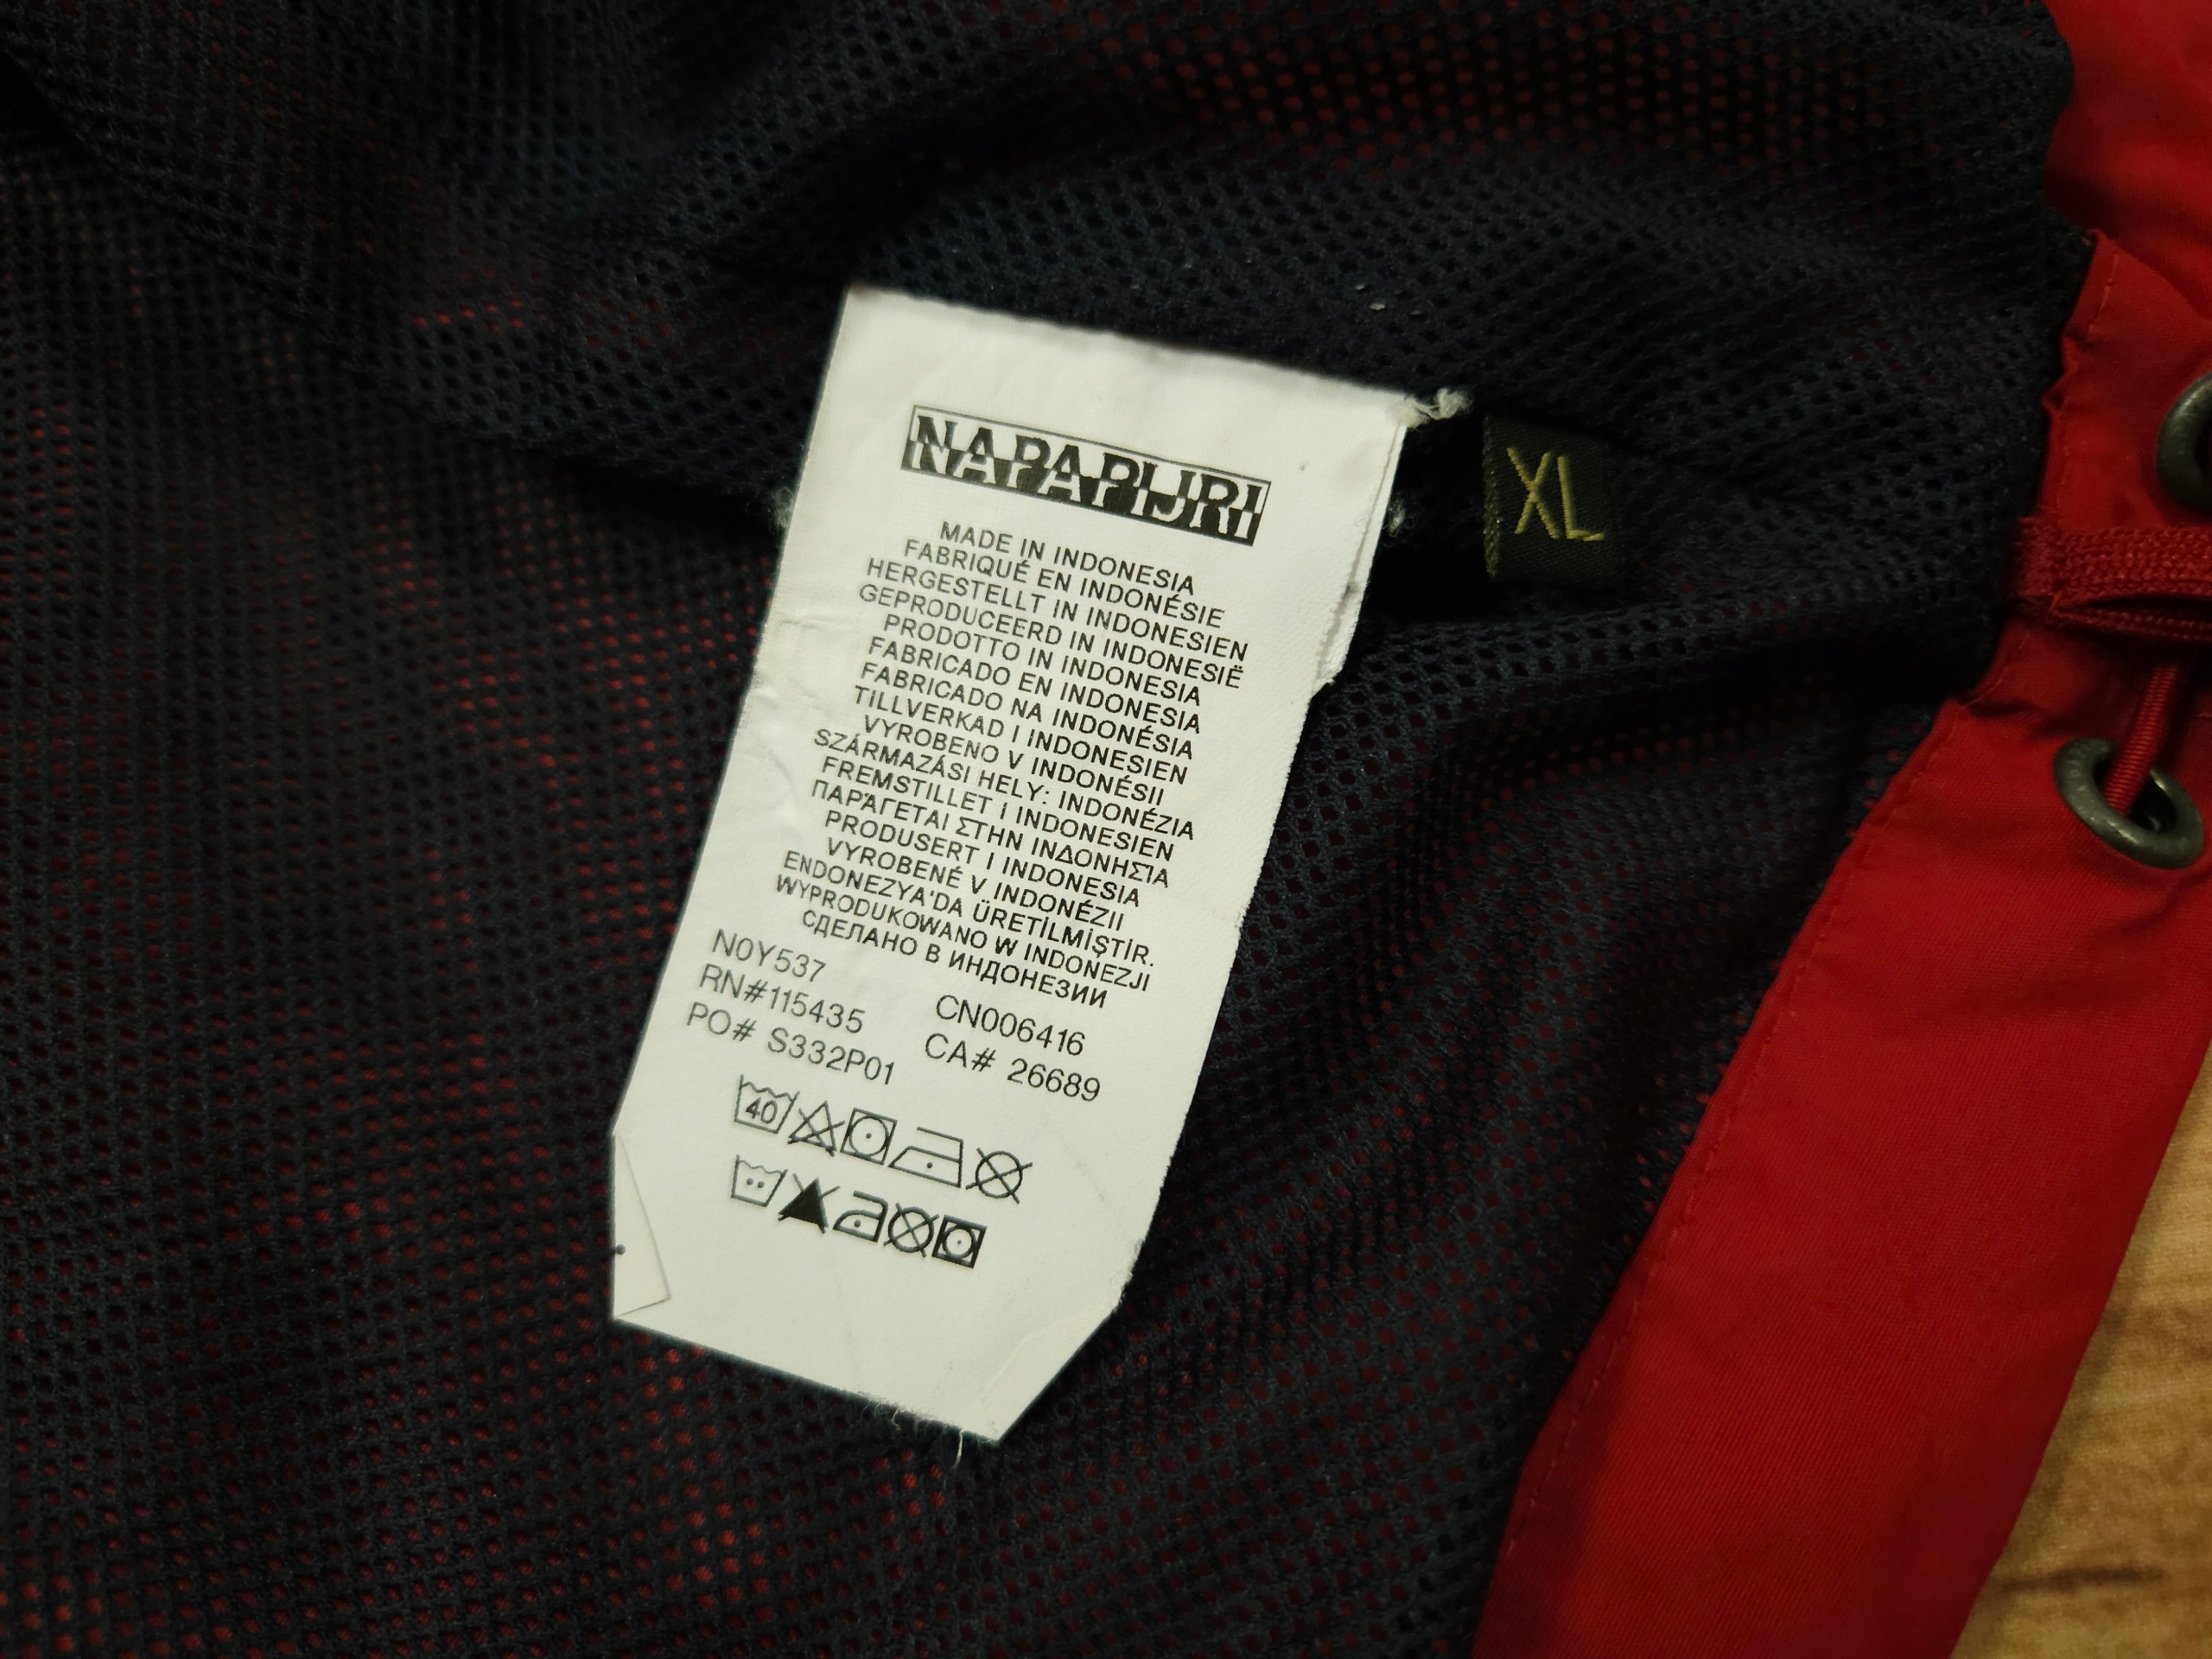 NAPAPIJRI
XL
MADE IN INDONESIA
FABRIQUÉ EN INDONÉSIE
HERGESTELLT IN INDONESIEN
GEPRODUCEERD IN INDONESIË
PRODOTTO IN INDONESIA
FABRICADO EN INDONESIA
FABRICADO NA INDONÉSIA
TILLVERKAD I INDONESIEN
VYROBENO V INDONÉSII
SZÁRMAZÁSI HELY: INDONÉZIA
FREMSTILLET I INDONESIEN
ΠΑΡΑΓΕΤΑΙ ΣΤΗΝ ΙΝΔΟΝΗΣΙΑ
PRODUSERT I INDONESIA
VYROBENÉ V INDONÉZII
ENDONEZYA'DA ÜRETİLMİŞTİR.
WYPRODUKOWANO W INDONEZJI
СДЕЛАНО В ИНДОНЕЗИИ
N0Y537
RN#115435 CN006416
PO# S332P01 CA# 26689
40